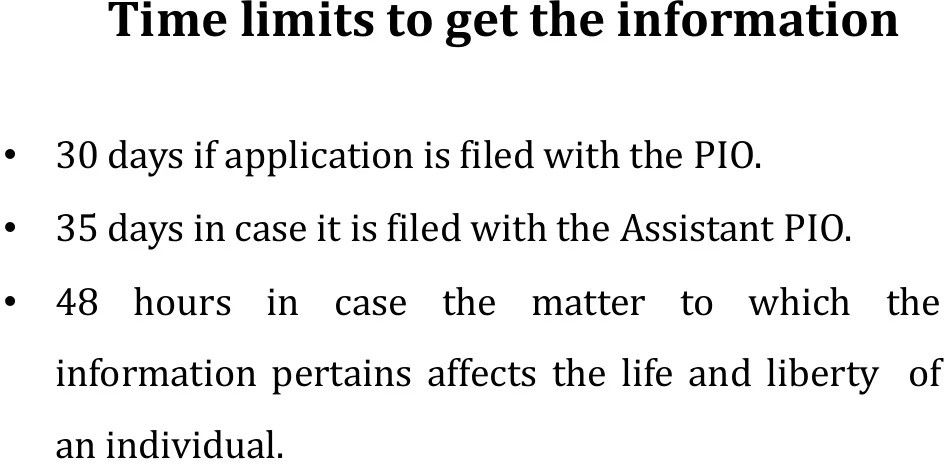 Time limits to get the information
• 30 days if application is filed with the PIO.
• 35 days in case it is filed with the Assistant PIO.
• 48 hours in case the matter to which the
information pertains affects the life and liberty of
an individual.